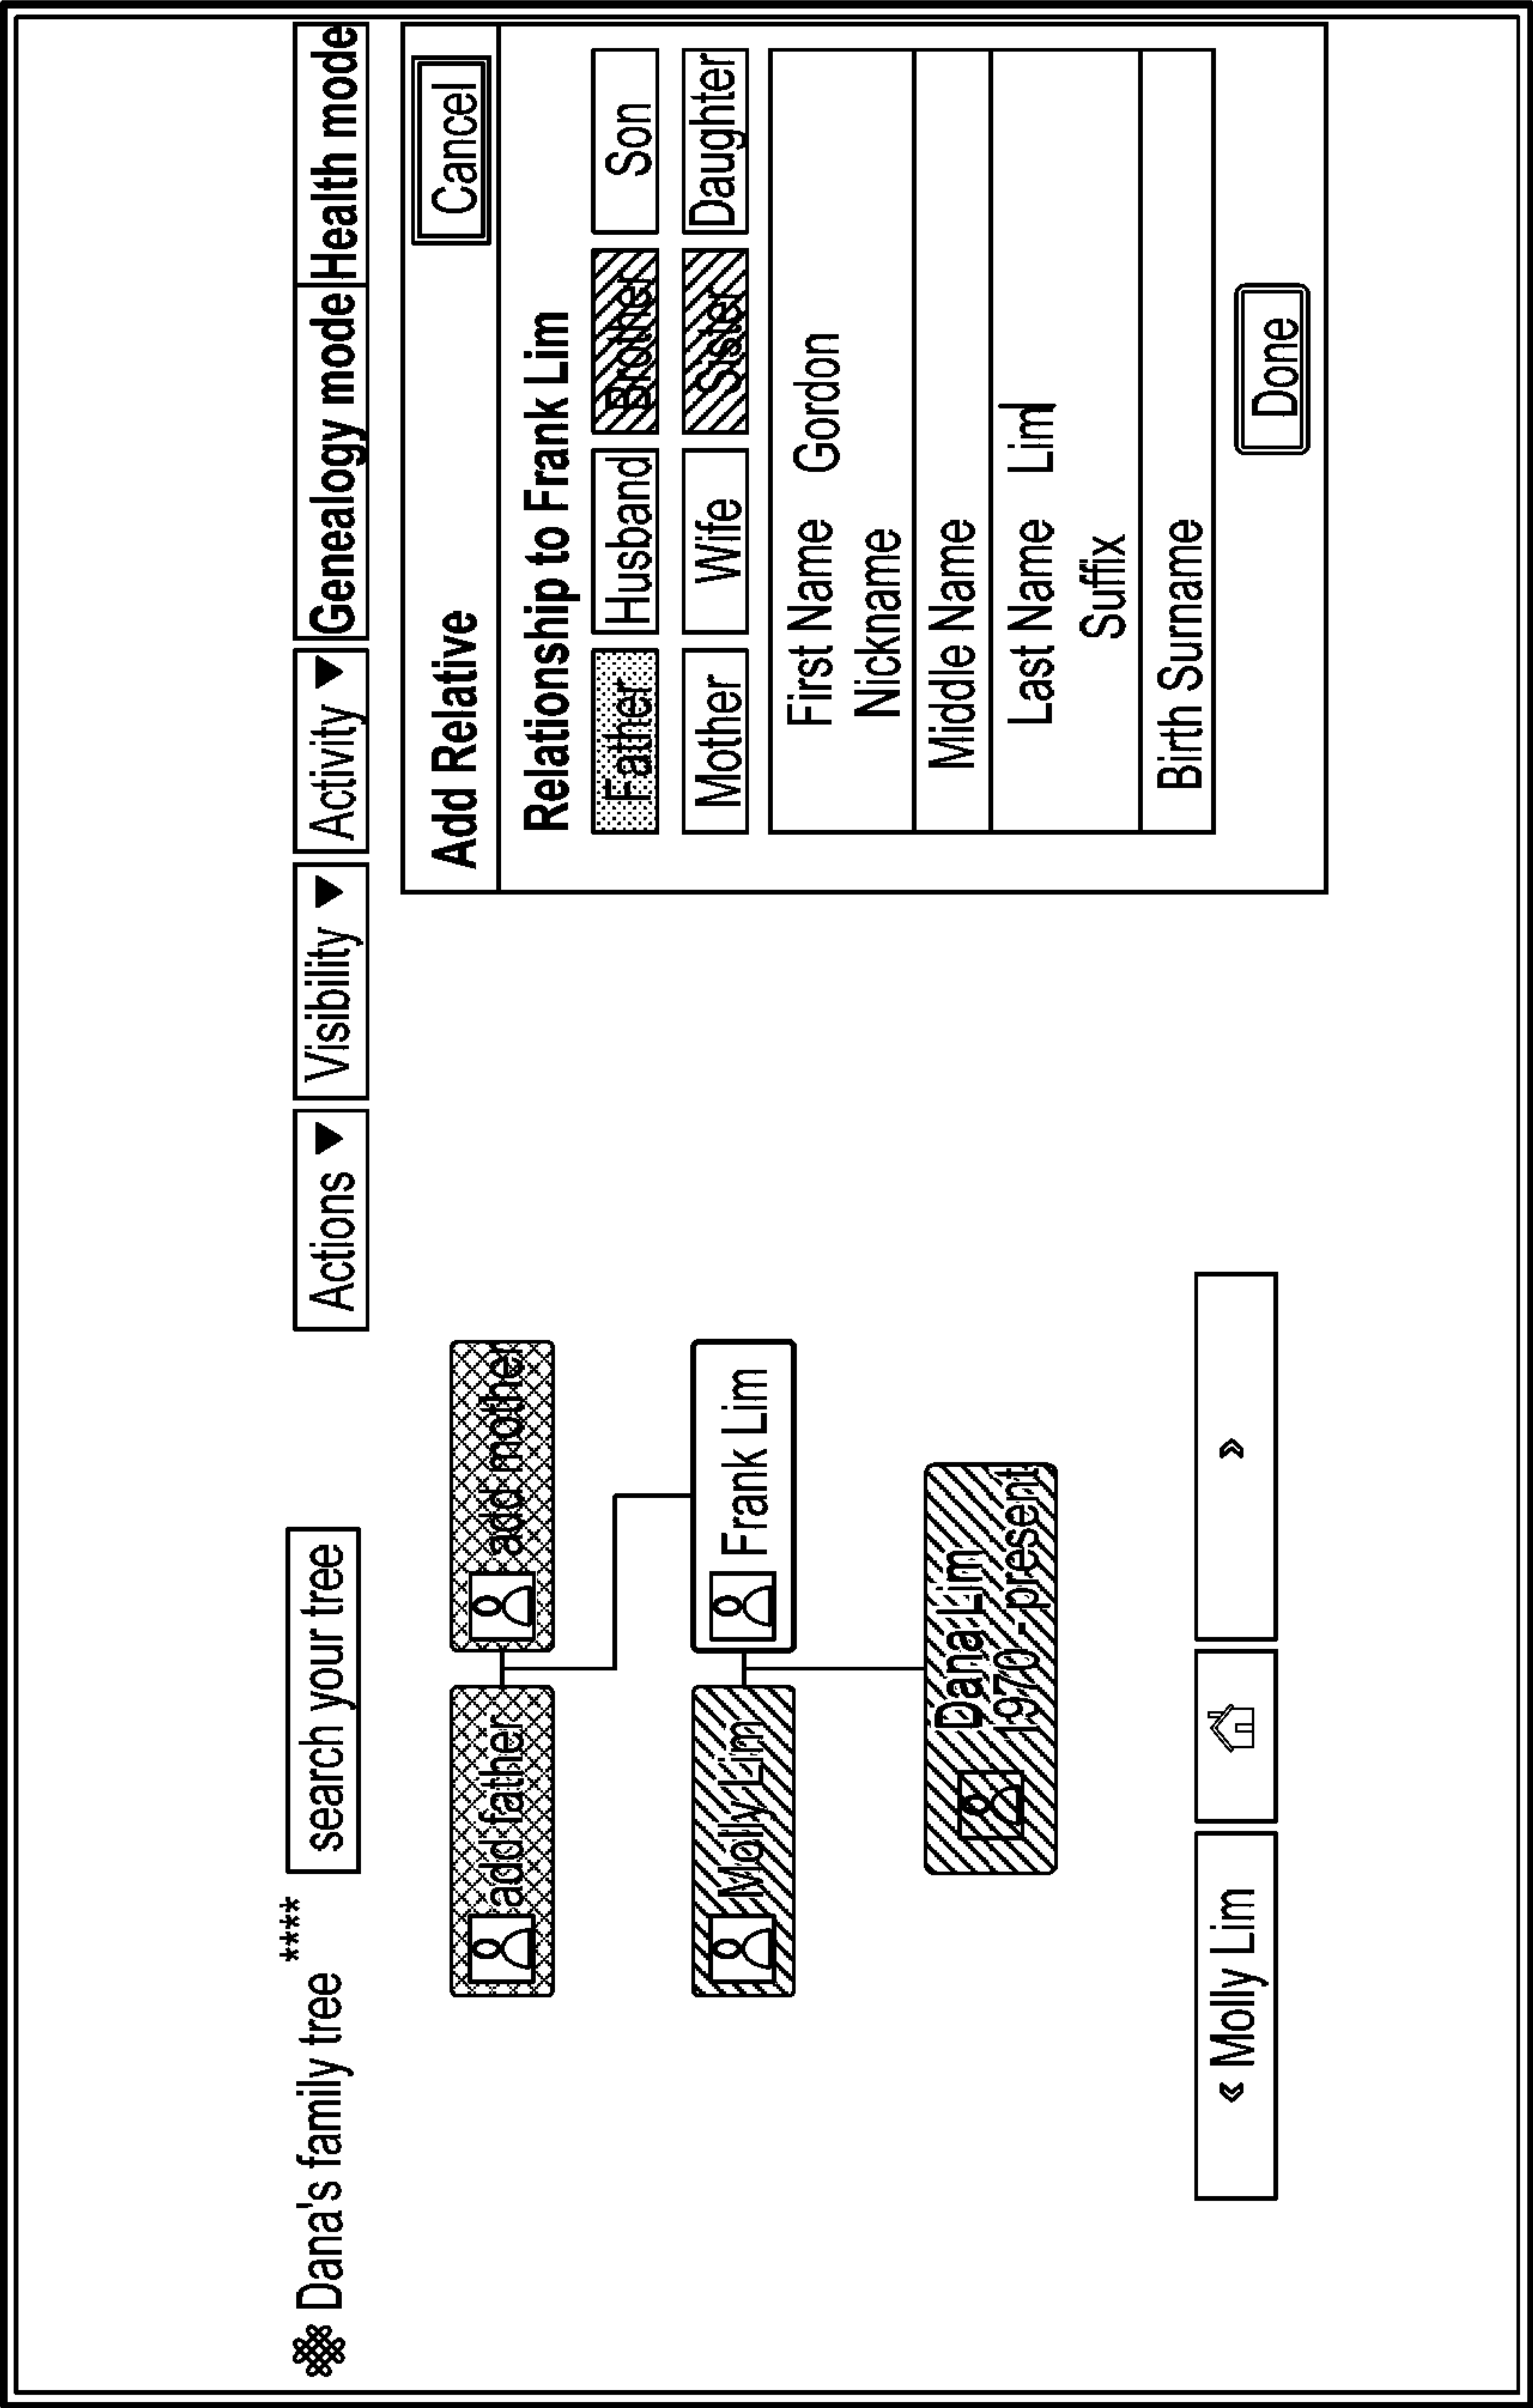 Dana's family tree ****
search your tree
Actions ▼
Visibility ▼
Activity ▼
Genealogy mode
Health mode
add father
add mother
Molly Lim
Frank Lim
Dana Lim
1970 - present
« Molly Lim
»
Add Relative
Cancel
Relationship to Frank Lim
Father
Husband
Brother
Son
Mother
Wife
Sister
Daughter
First Name Gordon
Nickname
Middle Name
Last Name Lim
Suffix
Birth Surname
Done